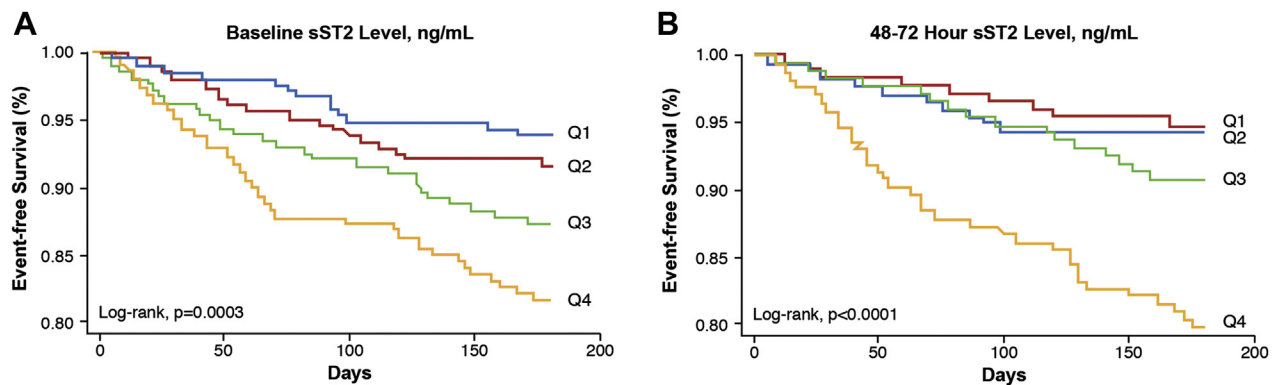 A
Baseline sST2 Level, ng/mL
Event-free Survival (%)
1.00
0.95
0.90
0.85
0.80
Q1
Q2
Q3
Q4
Log-rank, p=0.0003
0 50 100 150 200
Days
B
48-72 Hour sST2 Level, ng/mL
Event-free Survival (%)
1.00
0.95
0.90
0.85
0.80
Q1
Q2
Q3
Q4
Log-rank, p<0.0001
0 50 100 150 200
Days